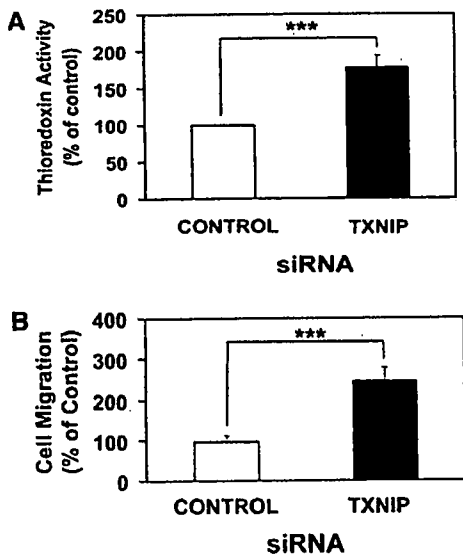 A
Thioredoxin Activity
(% of control)
250
200
150
100
50
0
***
CONTROL TXNIP
siRNA
B
Cell Migration
(% of Control)
400
300
200
100
0
***
CONTROL TXNIP
siRNA